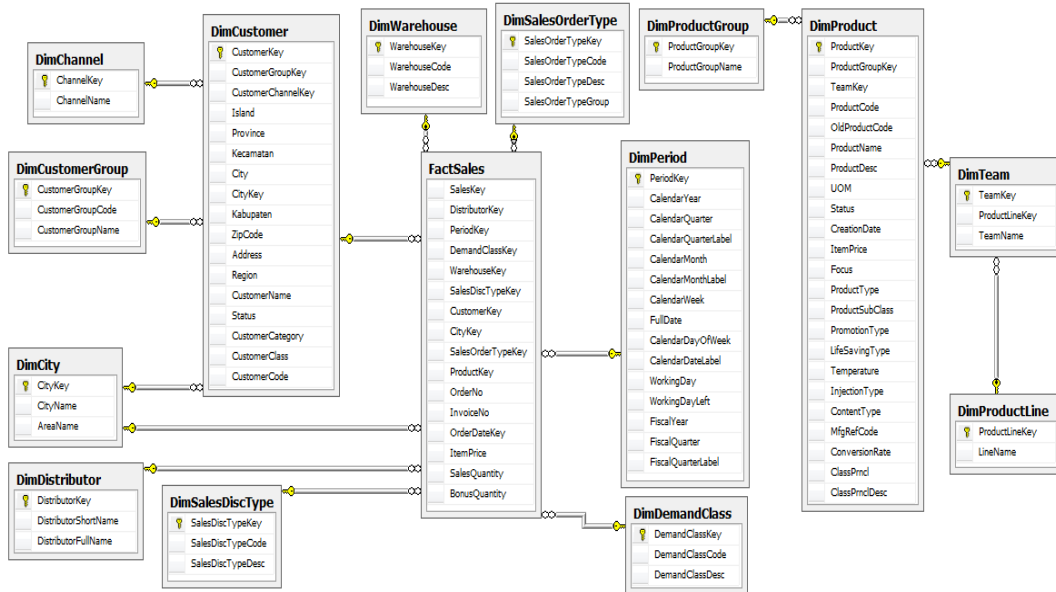 DimChannel
ChannelKey
ChannelName
DimCustomerGroup
CustomerGroupKey
CustomerGroupCode
CustomerGroupName
DimCity
CityKey
CityName
AreaName
DimDistributor
DistributorKey
DistributorShortName
DistributorFullName
DimCustomer
CustomerKey
CustomerGroupKey
CustomerChannelKey
Island
Province
Kecamatan
City
CityKey
Kabupaten
ZipCode
Address
Region
CustomerName
Status
CustomerCategory
CustomerClass
CustomerCode
DimSalesDiscType
SalesDiscTypeKey
SalesDiscTypeCode
SalesDiscTypeDesc
DimWarehouse
WarehouseKey
WarehouseCode
WarehouseDesc
DimSalesOrderType
SalesOrderTypeKey
SalesOrderTypeCode
SalesOrderTypeDesc
SalesOrderTypeGroup
FactSales
SalesKey
DistributorKey
PeriodKey
DemandClassKey
WarehouseKey
SalesDiscTypeKey
CustomerKey
CityKey
SalesOrderTypeKey
ProductKey
OrderNo
InvoiceNo
OrderDateKey
ItemPrice
SalesQuantity
BonusQuantity
DimPeriod
PeriodKey
CalendarYear
CalendarQuarter
CalendarQuarterLabel
CalendarMonth
CalendarMonthLabel
CalendarWeek
FullDate
CalendarDayOfWeek
CalendarDateLabel
WorkingDay
WorkingDayLeft
FiscalYear
FiscalQuarter
FiscalQuarterLabel
DimDemandClass
DemandClassKey
DemandClassCode
DemandClassDesc
DimProductGroup
ProductGroupKey
ProductGroupName
DimProduct
ProductKey
ProductGroupKey
TeamKey
ProductCode
OldProductCode
ProductName
ProductDesc
UOM
Status
CreationDate
ItemPrice
Focus
ProductType
ProductSubClass
PromotionType
LifeSavingType
Temperature
InjectionType
ContentType
MfgRefCode
ConversionRate
ClassPrncl
ClassPrnclDesc
DimTeam
TeamKey
ProductLineKey
TeamName
DimProductLine
ProductLineKey
LineName